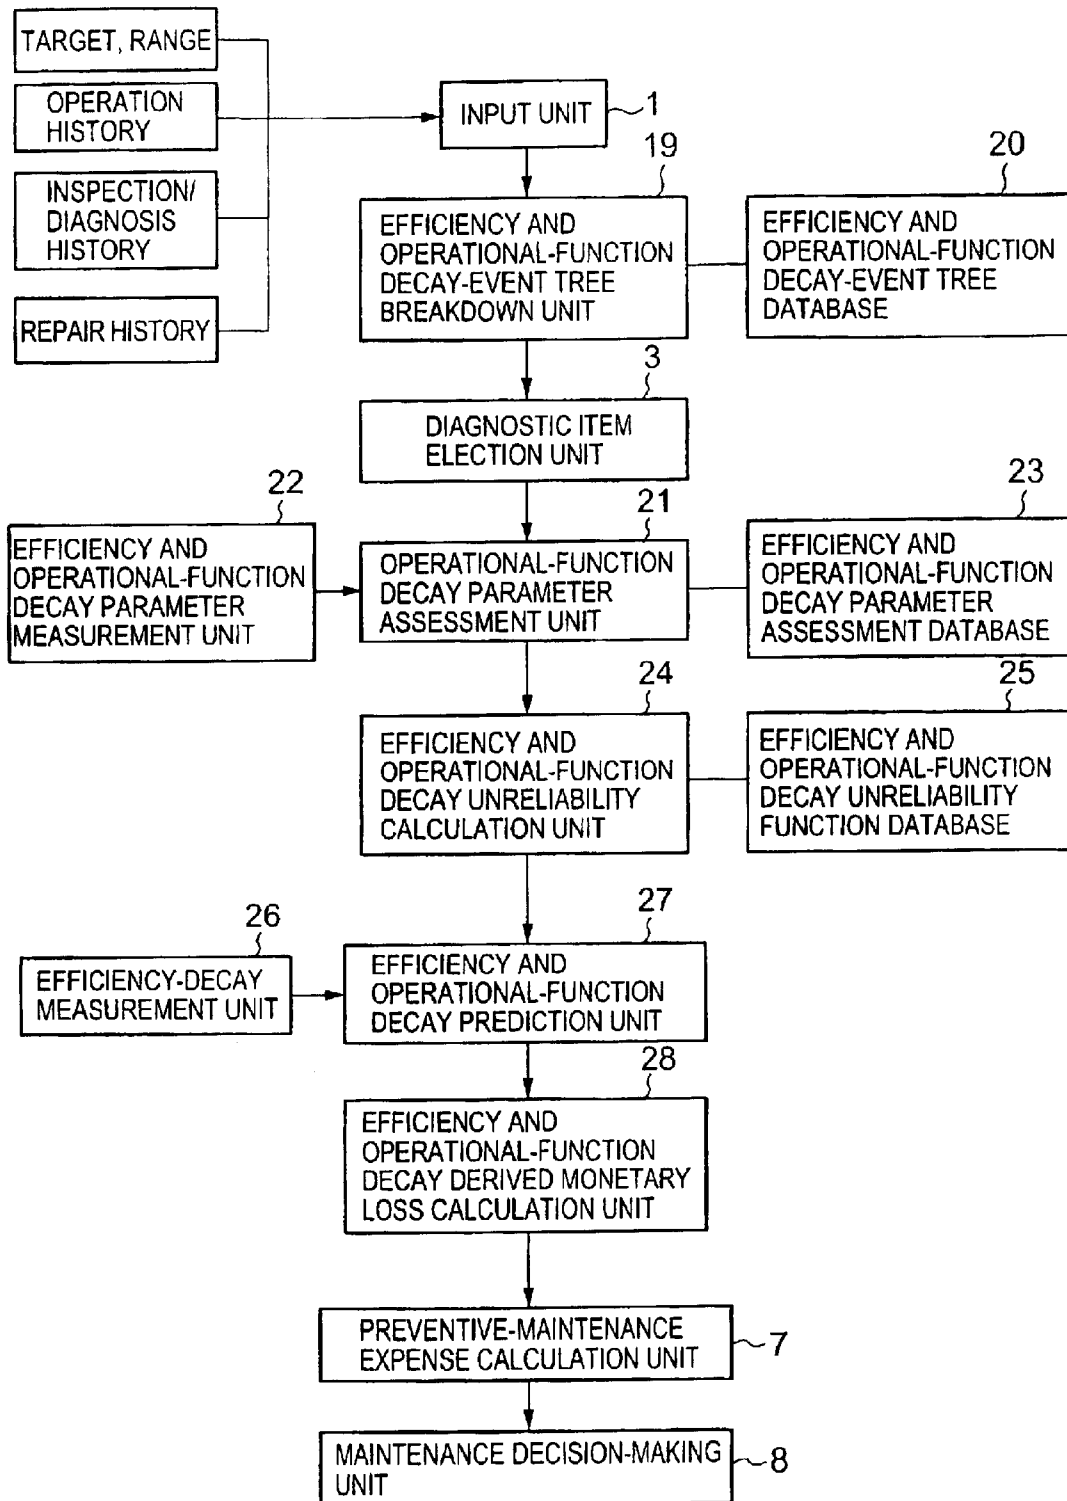 TARGET, RANGE
OPERATION
HISTORY
INSPECTION/
DIAGNOSIS
HISTORY
REPAIR HISTORY
INPUT UNIT
1
19
EFFICIENCY AND
OPERATIONAL-FUNCTION
DECAY-EVENT TREE
BREAKDOWN UNIT
20
EFFICIENCY AND
OPERATIONAL-FUNCTION
DECAY-EVENT TREE
DATABASE
3
DIAGNOSTIC ITEM
ELECTION UNIT
22
EFFICIENCY AND
OPERATIONAL-FUNCTION
DECAY PARAMETER
MEASUREMENT UNIT
21
OPERATIONAL-FUNCTION
DECAY PARAMETER
ASSESSMENT UNIT
23
EFFICIENCY AND
OPERATIONAL-FUNCTION
DECAY PARAMETER
ASSESSMENT DATABASE
24
EFFICIENCY AND
OPERATIONAL-FUNCTION
DECAY UNRELIABILITY
CALCULATION UNIT
25
EFFICIENCY AND
OPERATIONAL-FUNCTION
DECAY UNRELIABILITY
FUNCTION DATABASE
26
EFFICIENCY-DECAY
MEASUREMENT UNIT
27
EFFICIENCY AND
OPERATIONAL-FUNCTION
DECAY PREDICTION UNIT
28
EFFICIENCY AND
OPERATIONAL-FUNCTION
DECAY DERIVED MONETARY
LOSS CALCULATION UNIT
PREVENTIVE-MAINTENANCE
EXPENSE CALCULATION UNIT
7
MAINTENANCE DECISION-MAKING
UNIT
8